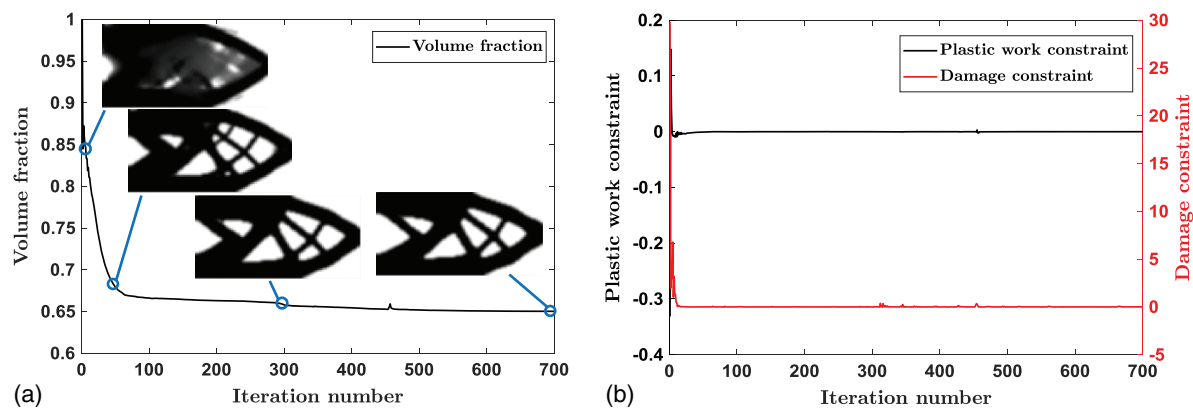 1
0.95
0.9
0.85
0.8
0.75
0.7
0.65
0.6
0 100 200 300 400 500 600 700
Volume fraction
Iteration number
Volume fraction
(a)
0.2
0.1
0
-0.1
-0.2
-0.3
-0.4
Plastic work constraint
Plastic work constraint
Damage constraint
30
25
20
15
10
5
0
-5
Damage constraint
0 100 200 300 400 500 600 700
Iteration number
(b)